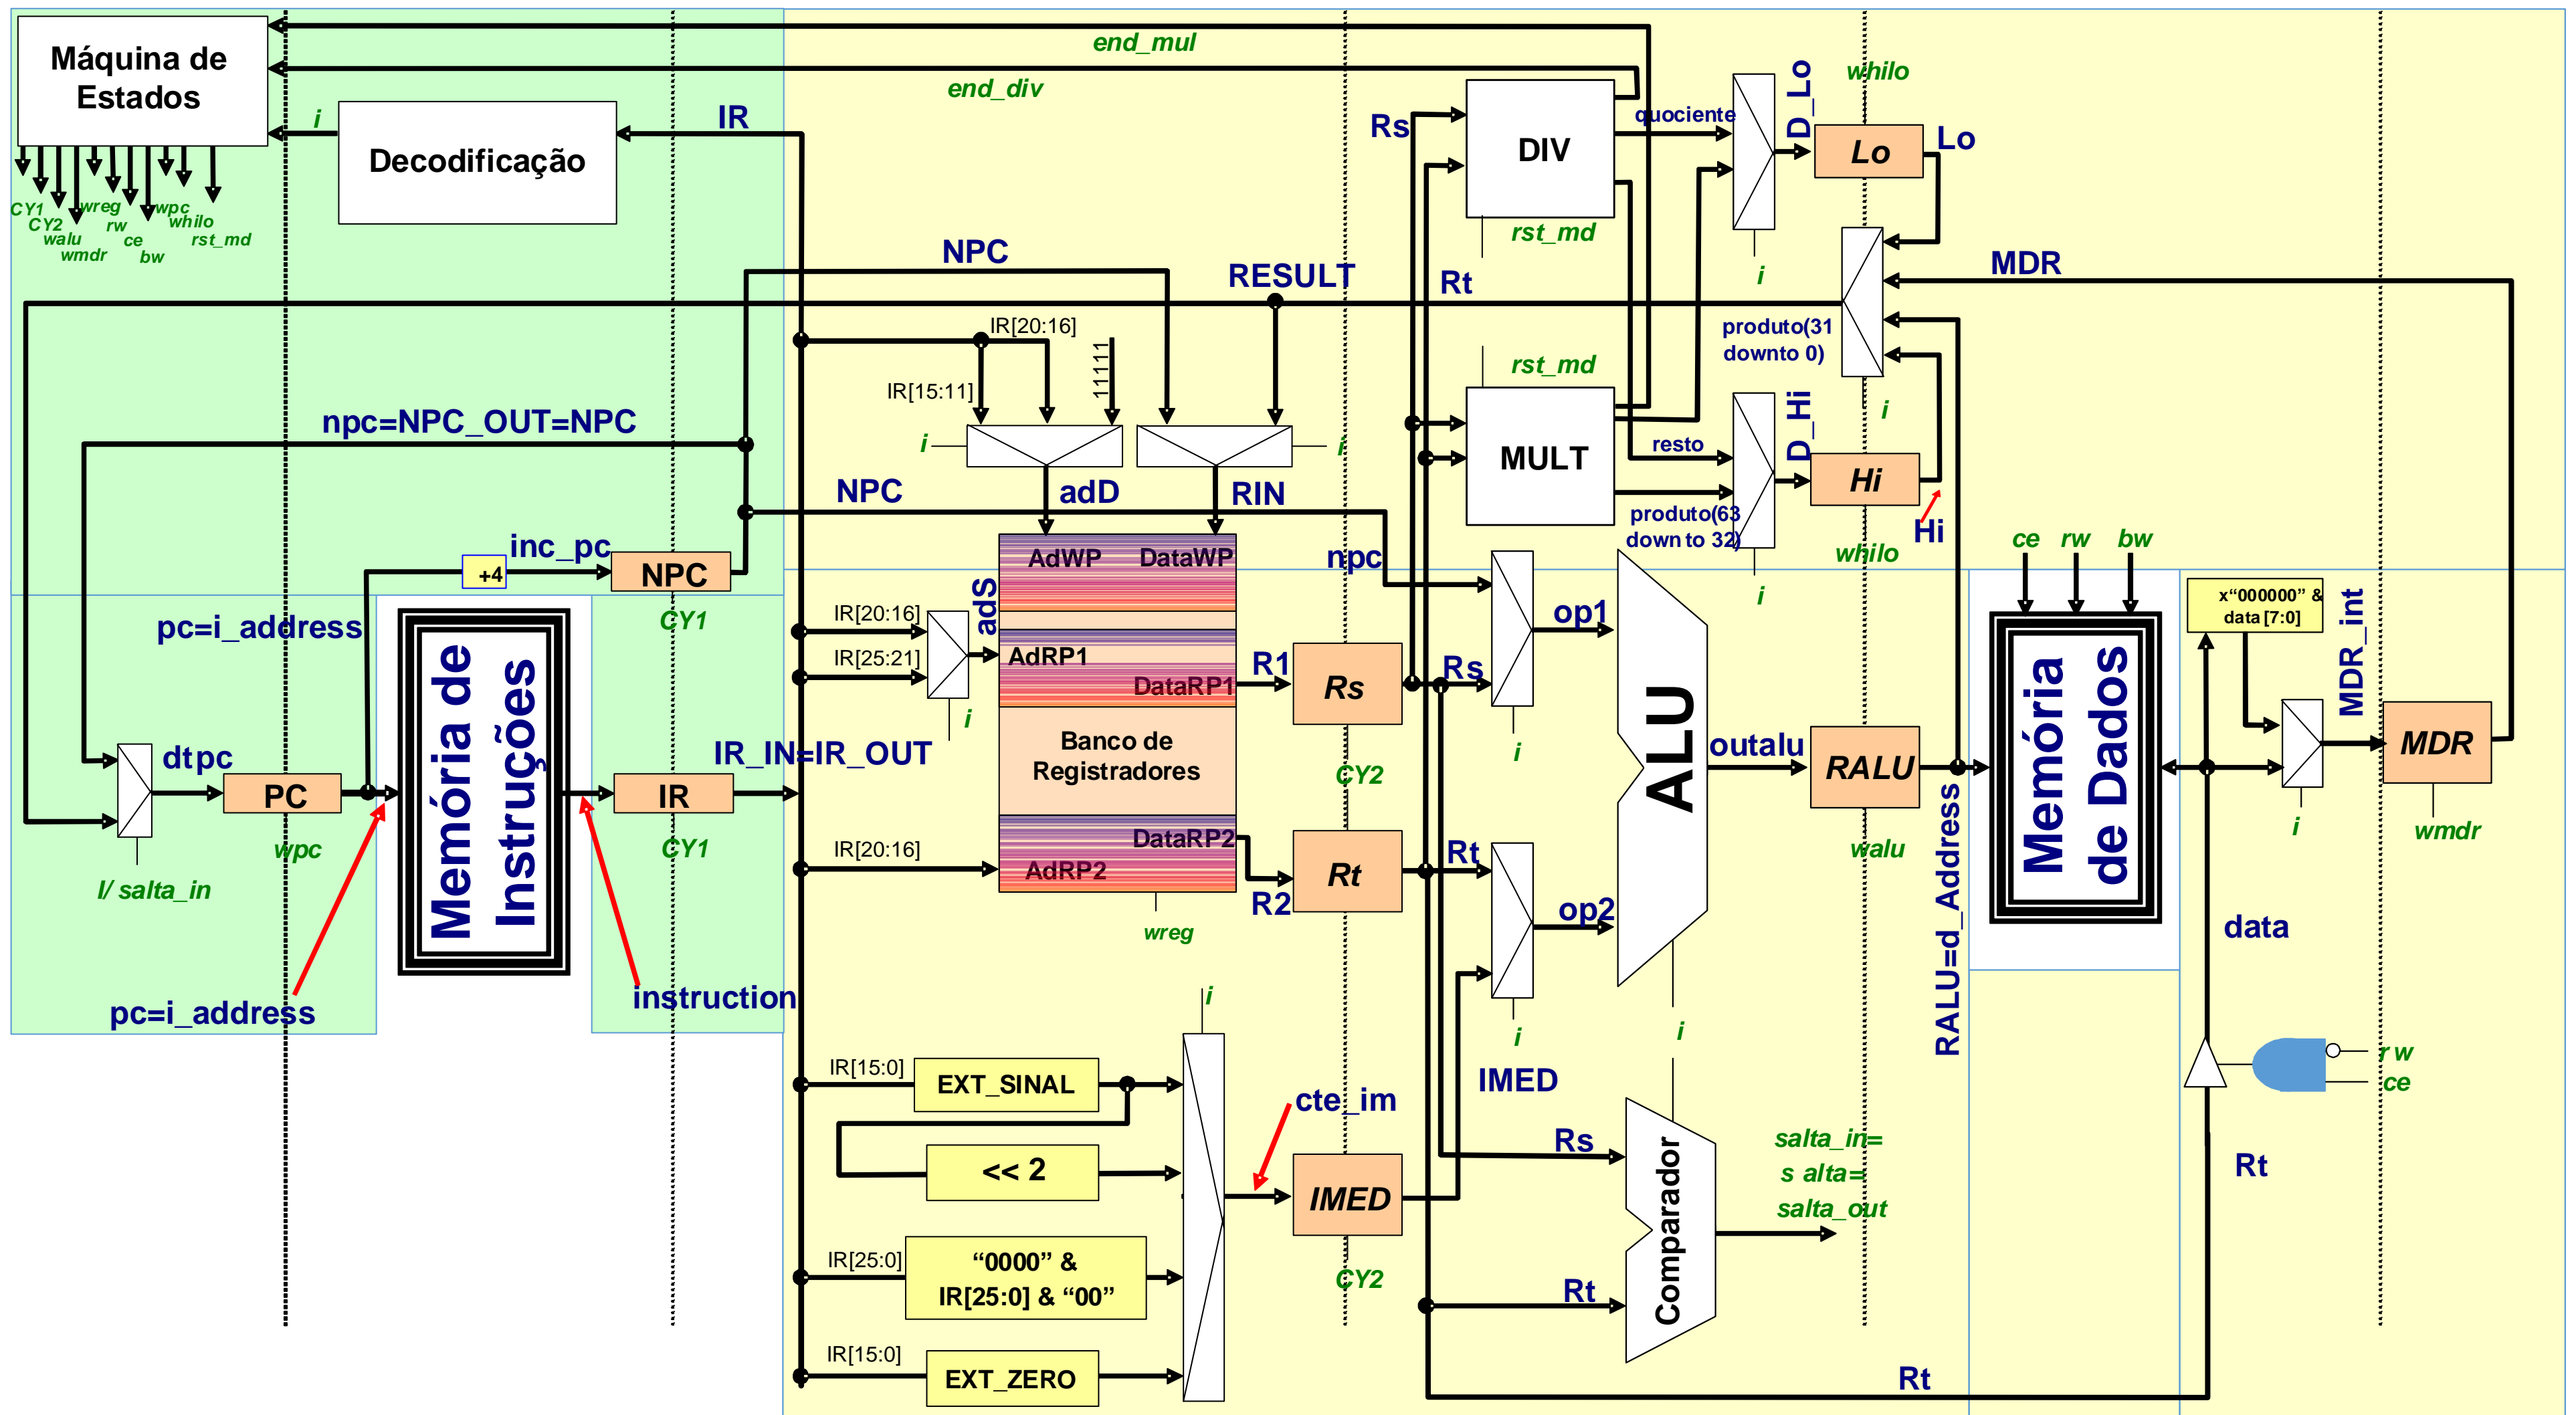 Máquina de
Estados
end_mul
end_div
i
Decodificação
IR
CY1
CY2
walu
wmdr
wreg
rw
ce
bw
wpc
whilo
rst_md
Rs
DIV
rst_md
quociente
D_Lo
i
whilo
Lo
Lo
NPC
RESULT
Rt
MDR
IR[20:16]
IR[15:11]
11111
i
i
adD
RIN
produto(31
downto 0)
i
rst_md
MULT
resto
produto(63
down to 32)
D_Hi
i
Hi
whilo
Hi
npc=NPC_OUT=NPC
NPC
inc_pc
+4
NPC
CY1
pc=i_address
Memória de
Instruções
dtpc
PC
wpc
I/ salta_in
pc=i_address
instruction
IR
CY1
IR_IN=IR_OUT
IR[20:16]
IR[25:21]
adS
i
AdWP
DataWP
AdRP1
DataRP1
Banco de
Registradores
DataRP2
AdRP2
wreg
IR[20:16]
R1
Rs
CY2
R2
Rt
npc
Rs
op1
i
Rt
op2
i
ALU
i
outalu
RALU
walu
RALU=d_Address
ce
rw
bw
Memória
de Dados
x“000000” &
data [7:0]
MDR_int
i
MDR
wmdr
data
r w
ce
Rt
i
IR[15:0]
EXT_SINAL
<< 2
IR[25:0]
“0000” &
IR[25:0] & “00”
IR[15:0]
EXT_ZERO
cte_im
IMED
CY2
IMED
Rs
Rt
Comparador
salta_in=
s alta=
salta_out
Rt